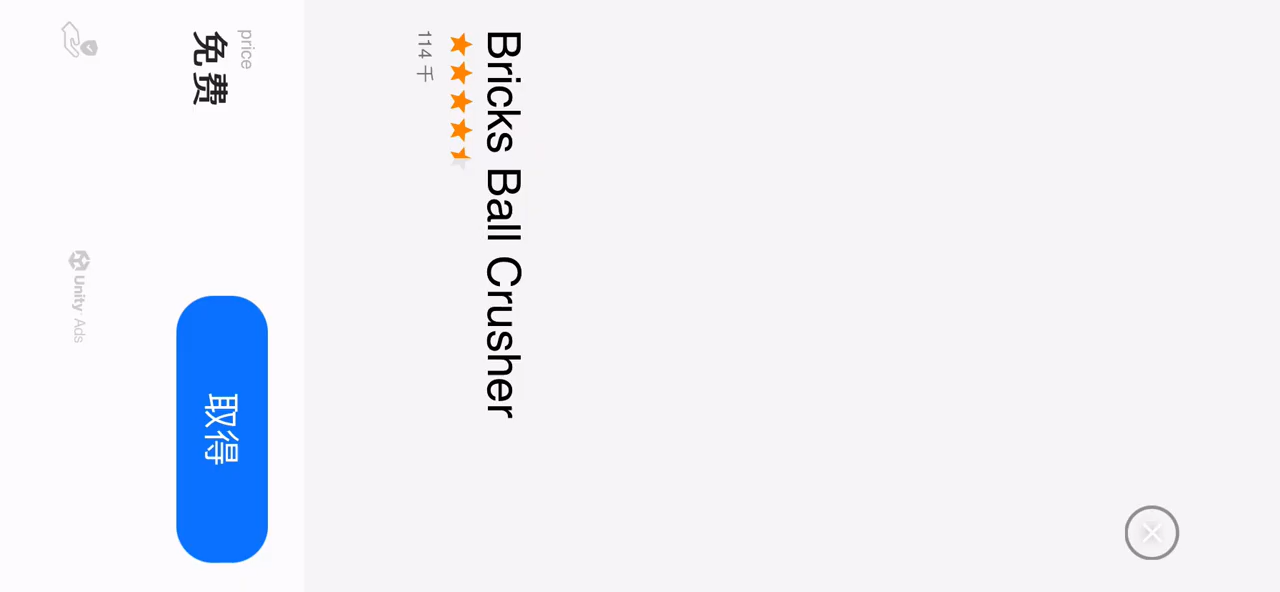 Bricks Ball Crusher
114 千
price
免费
取得
Unity Ads